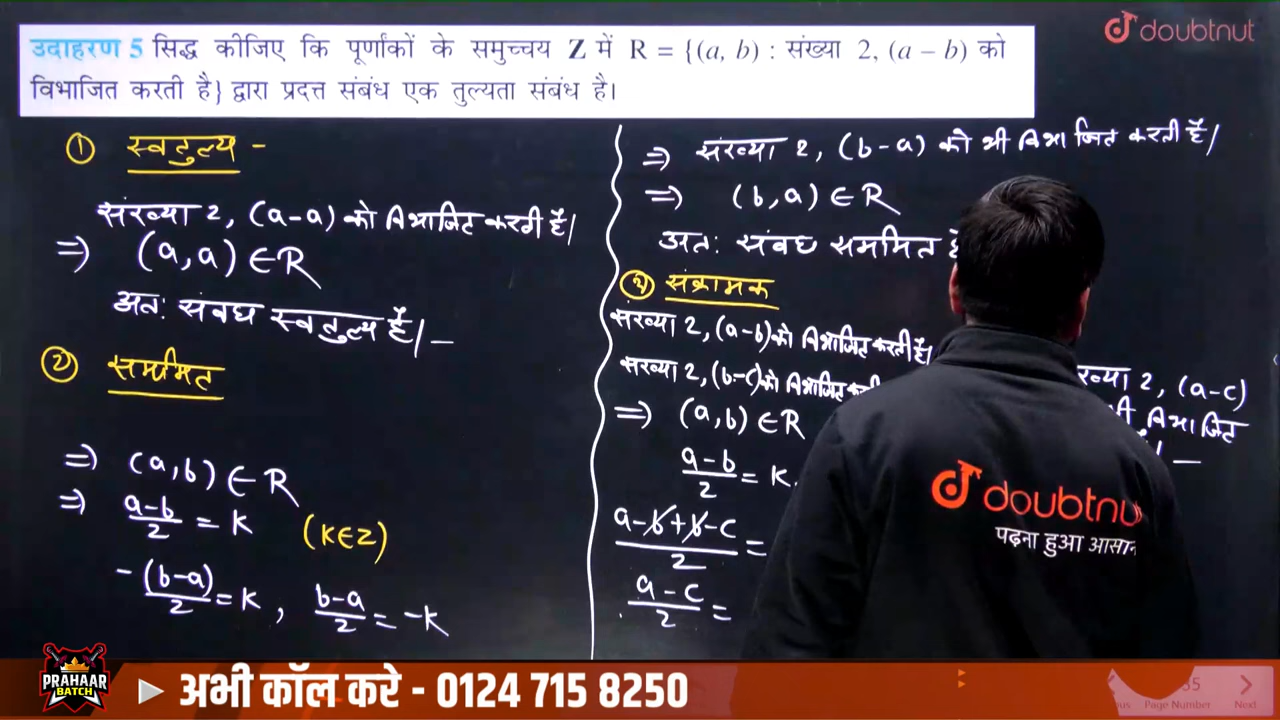 उदाहरण 5 सिद्ध कीजिए कि पूर्णांकों के समुच्चय Z में R = {(a, b) : संख्या 2, (a – b) को
विभाजित करती है} द्वारा प्रदत्त संबंध एक तुल्यता संबंध है।
doubtnut
① स्वतुल्य -
संख्या 2, (a-a) को विभाजित करती है।
⇒ (a,a) ∈ R
अतः संबंध स्वतुल्य है। -
② सममित
⇒ (a,b) ∈ R
⇒ (a-b)/2 = K (K∈Z)
-(b-a)/2 = K , (b-a)/2 = -K
⇒ संख्या 2, (b-a) को भी विभाजित करती है।
⇒ (b,a) ∈ R
अतः संबंध सममित
③ संक्रामक
संख्या 2, (a-b) को विभाजित करती है।
संख्या 2, (b-c) को विभाजित
⇒ (a,b) ∈ R
(a-b)/2 = K
(a-b+b-c)/2 =
(a-c)/2 =
2, (a-c)
विभाजित
doubtnut
पढ़ना हुआ आसान
PRAHAAR
BATCH
अभी कॉल करे - 0124 715 8250
Page Number
Next